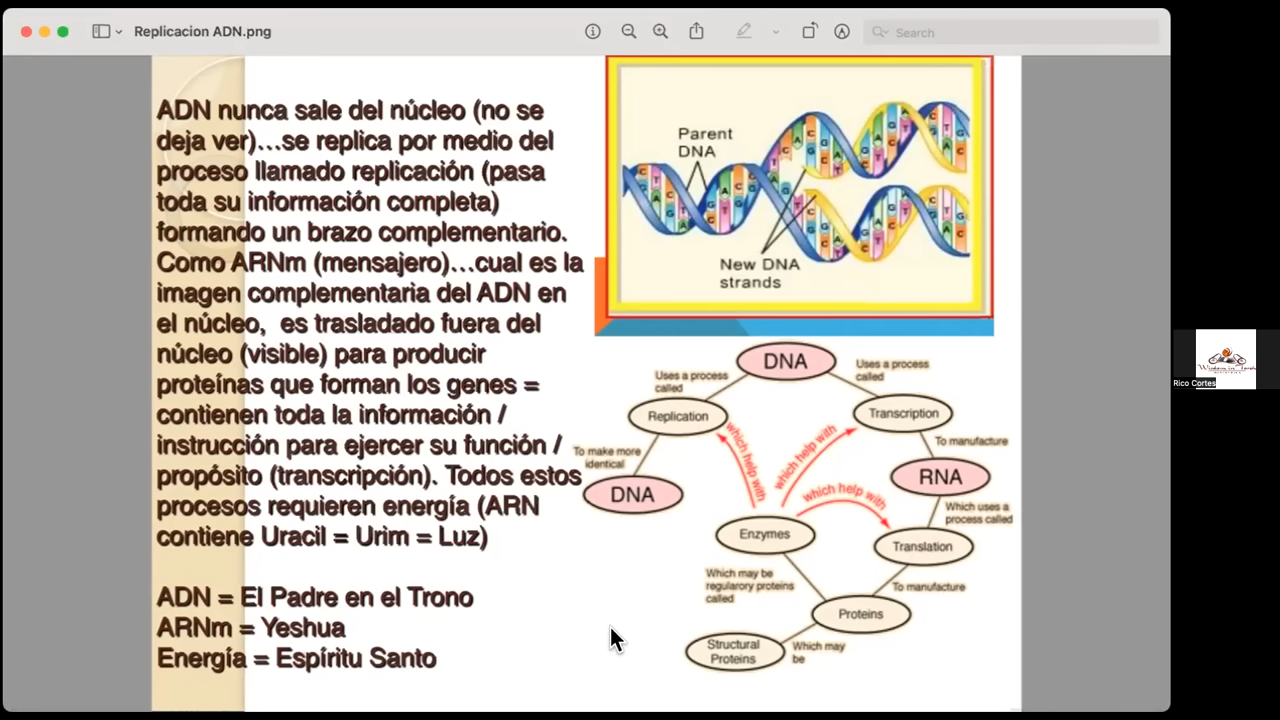 Replicacion ADN.png
Search
ADN nunca sale del núcleo (no se
deja ver)...se replica por medio del
proceso llamado replicación (pasa
toda su información completa)
formando un brazo complementario.
Como ARNm (mensajero)...cual es la
imagen complementaria del ADN en
el núcleo, es trasladado fuera del
núcleo (visible) para producir
proteínas que forman los genes =
contienen toda la información /
instrucción para ejercer su función /
propósito (transcripción). Todos estos
procesos requieren energía (ARN
contiene Uracil = Urim = Luz)
ADN = El Padre en el Trono
ARNm = Yeshua
Energía = Espíritu Santo
Parent
DNA
New DNA
strands
DNA
Uses a process
called
Uses a process
called
Replication
Transcription
which help with
which help with
To make more
identical
To manufacture
DNA
RNA
which help with
Which uses a
process called
Enzymes
Translation
Which may be
regularory proteins
called
To manufacture
Proteins
Structural
Proteins
Which may
be
Rico Cortes